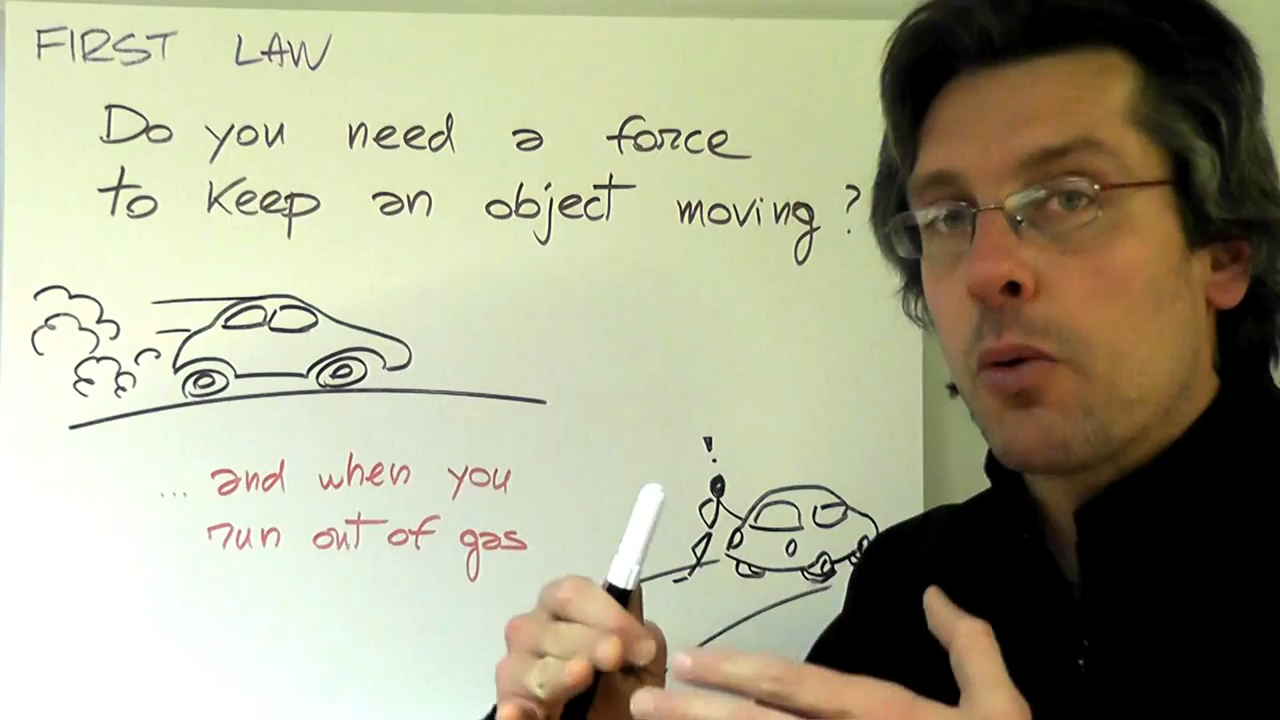 FIRST LAW
Do you need a force
to keep an object moving?
... and when you
run out of gas
!